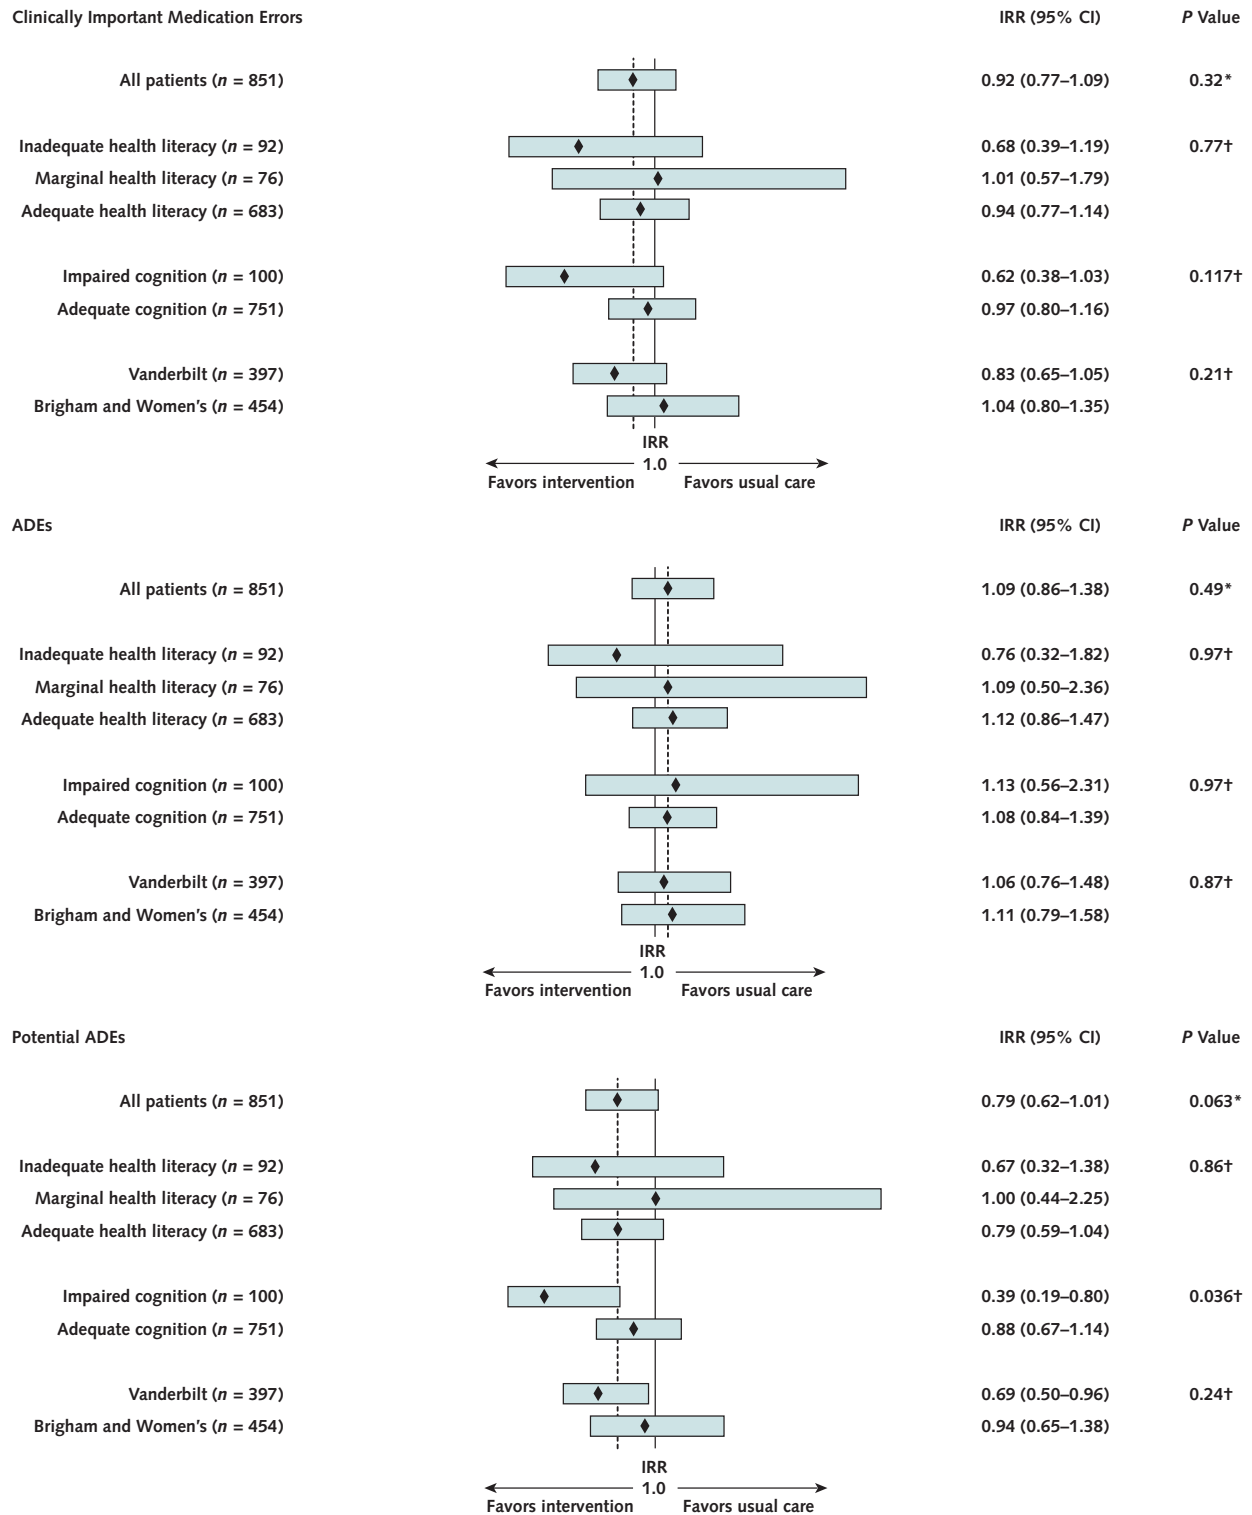 Clinically Important Medication Errors IRR (95% CI) P Value
All patients (n = 851) 0.92 (0.77–1.09) 0.32*
Inadequate health literacy (n = 92) 0.68 (0.39–1.19) 0.77†
Marginal health literacy (n = 76) 1.01 (0.57–1.79)
Adequate health literacy (n = 683) 0.94 (0.77–1.14)
Impaired cognition (n = 100) 0.62 (0.38–1.03) 0.117†
Adequate cognition (n = 751) 0.97 (0.80–1.16)
Vanderbilt (n = 397) 0.83 (0.65–1.05) 0.21†
Brigham and Women's (n = 454) 1.04 (0.80–1.35)
IRR
1.0
Favors intervention Favors usual care
ADEs IRR (95% CI) P Value
All patients (n = 851) 1.09 (0.86–1.38) 0.49*
Inadequate health literacy (n = 92) 0.76 (0.32–1.82) 0.97†
Marginal health literacy (n = 76) 1.09 (0.50–2.36)
Adequate health literacy (n = 683) 1.12 (0.86–1.47)
Impaired cognition (n = 100) 1.13 (0.56–2.31) 0.97†
Adequate cognition (n = 751) 1.08 (0.84–1.39)
Vanderbilt (n = 397) 1.06 (0.76–1.48) 0.87†
Brigham and Women's (n = 454) 1.11 (0.79–1.58)
IRR
1.0
Favors intervention Favors usual care
Potential ADEs IRR (95% CI) P Value
All patients (n = 851) 0.79 (0.62–1.01) 0.063*
Inadequate health literacy (n = 92) 0.67 (0.32–1.38) 0.86†
Marginal health literacy (n = 76) 1.00 (0.44–2.25)
Adequate health literacy (n = 683) 0.79 (0.59–1.04)
Impaired cognition (n = 100) 0.39 (0.19–0.80) 0.036†
Adequate cognition (n = 751) 0.88 (0.67–1.14)
Vanderbilt (n = 397) 0.69 (0.50–0.96) 0.24†
Brigham and Women's (n = 454) 0.94 (0.65–1.38)
IRR
1.0
Favors intervention Favors usual care